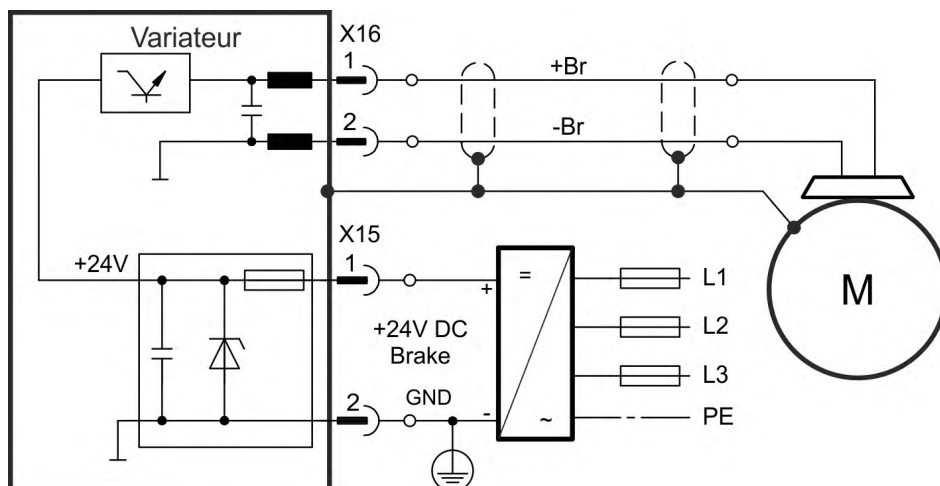 Variateur
X16
1
+Br
2
-Br
X15
+24V
1
+
=
L1
M
+24V DC
Brake
L2
L3
2
GND
-
~
PE